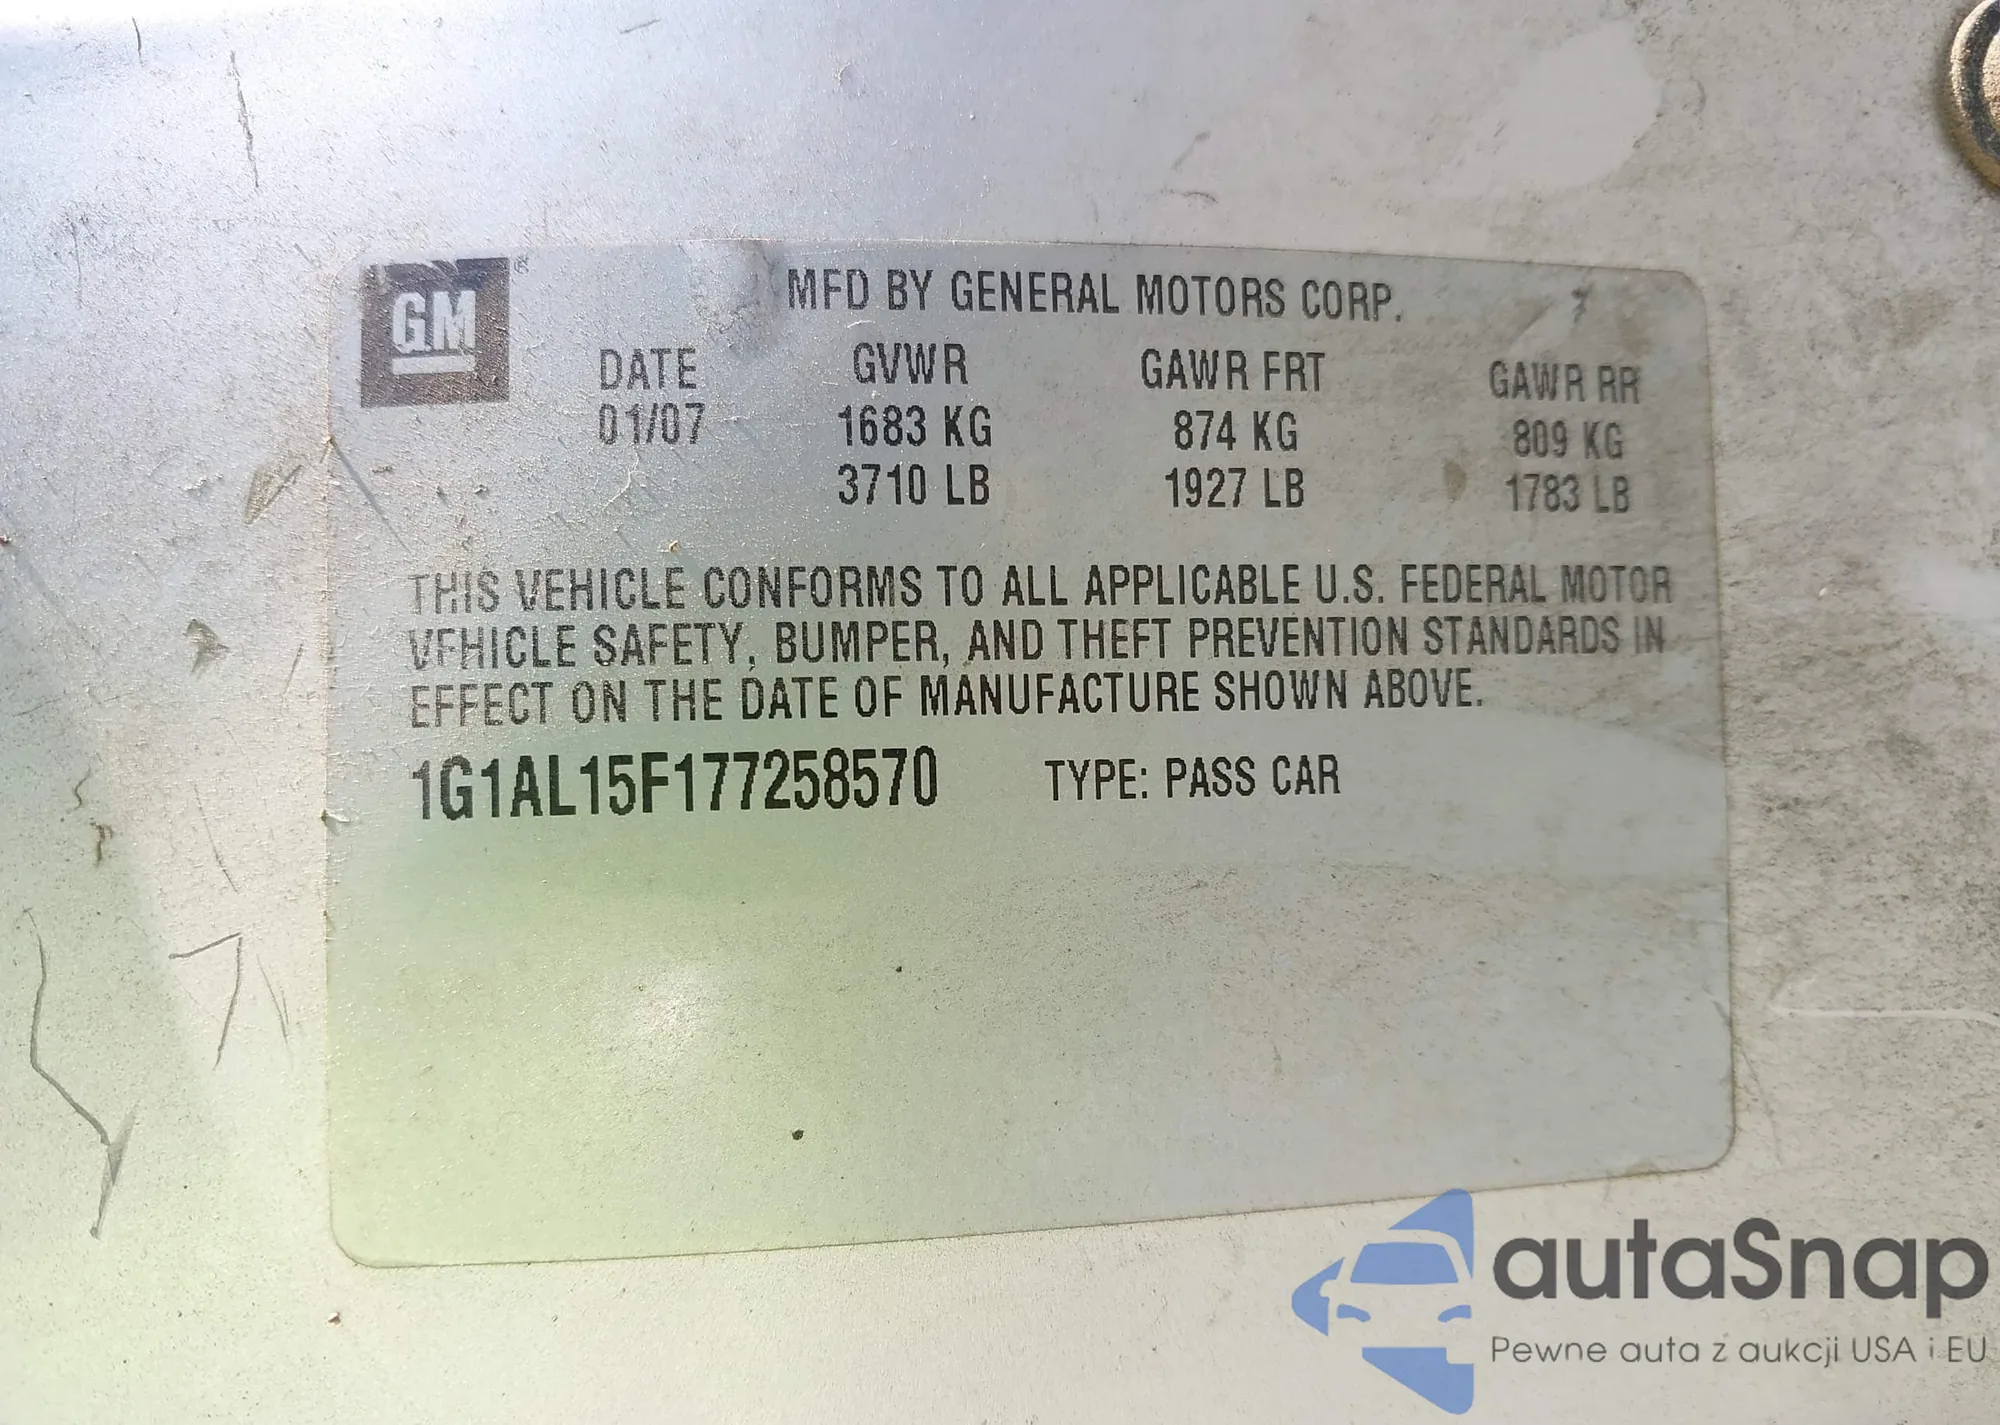 GM ®
MFD BY GENERAL MOTORS CORP.
DATE GVWR GAWR FRT GAWR RR
01/07 1683 KG 874 KG 809 KG
3710 LB 1927 LB 1783 LB
THIS VEHICLE CONFORMS TO ALL APPLICABLE U.S. FEDERAL MOTOR
VEHICLE SAFETY, BUMPER, AND THEFT PREVENTION STANDARDS IN
EFFECT ON THE DATE OF MANUFACTURE SHOWN ABOVE.
1G1AL15F177258570 TYPE: PASS CAR
autaSnap
Pewne auta z aukcji USA i EU